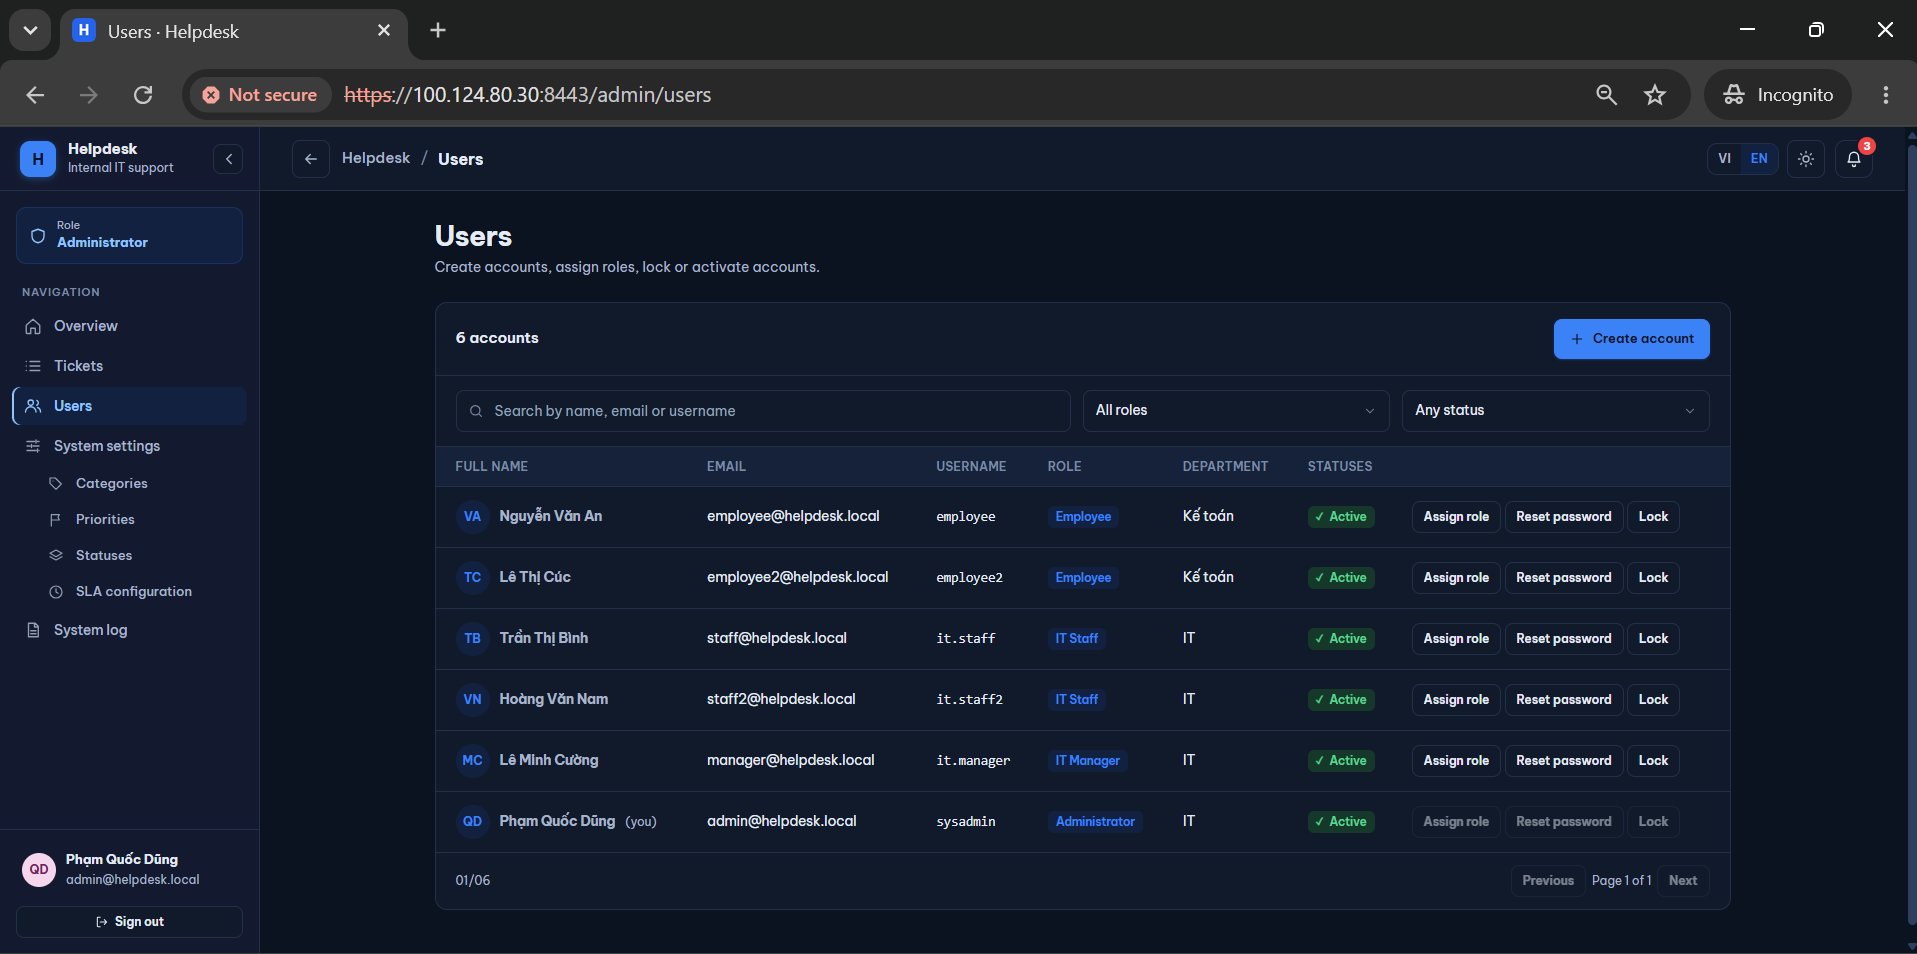 H Users · Helpdesk
Not secure https://100.124.80.30:8443/admin/users Incognito
H Helpdesk
Internal IT support
Helpdesk / Users
VI EN 3
Role
Administrator
NAVIGATION
Overview
Tickets
Users
System settings
Categories
Priorities
Statuses
SLA configuration
System log
Users
Create accounts, assign roles, lock or activate accounts.
6 accounts
+ Create account
Search by name, email or username All roles Any status
FULL NAME EMAIL USERNAME ROLE DEPARTMENT STATUSES
VA Nguyễn Văn An employee@helpdesk.local employee Employee Kế toán ✓ Active Assign role Reset password Lock
TC Lê Thị Cúc employee2@helpdesk.local employee2 Employee Kế toán ✓ Active Assign role Reset password Lock
TB Trần Thị Bình staff@helpdesk.local it.staff IT Staff IT ✓ Active Assign role Reset password Lock
VN Hoàng Văn Nam staff2@helpdesk.local it.staff2 IT Staff IT ✓ Active Assign role Reset password Lock
MC Lê Minh Cường manager@helpdesk.local it.manager IT Manager IT ✓ Active Assign role Reset password Lock
QD Phạm Quốc Dũng (you) admin@helpdesk.local sysadmin Administrator IT ✓ Active Assign role Reset password Lock
01/06 Previous Page 1 of 1 Next
QD Phạm Quốc Dũng
admin@helpdesk.local
Sign out